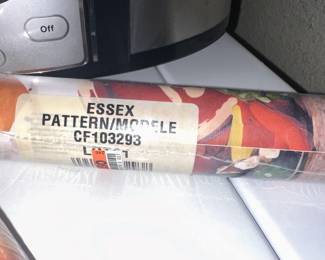 Off
ESSEX
PATTERN/MODELE
CF103293